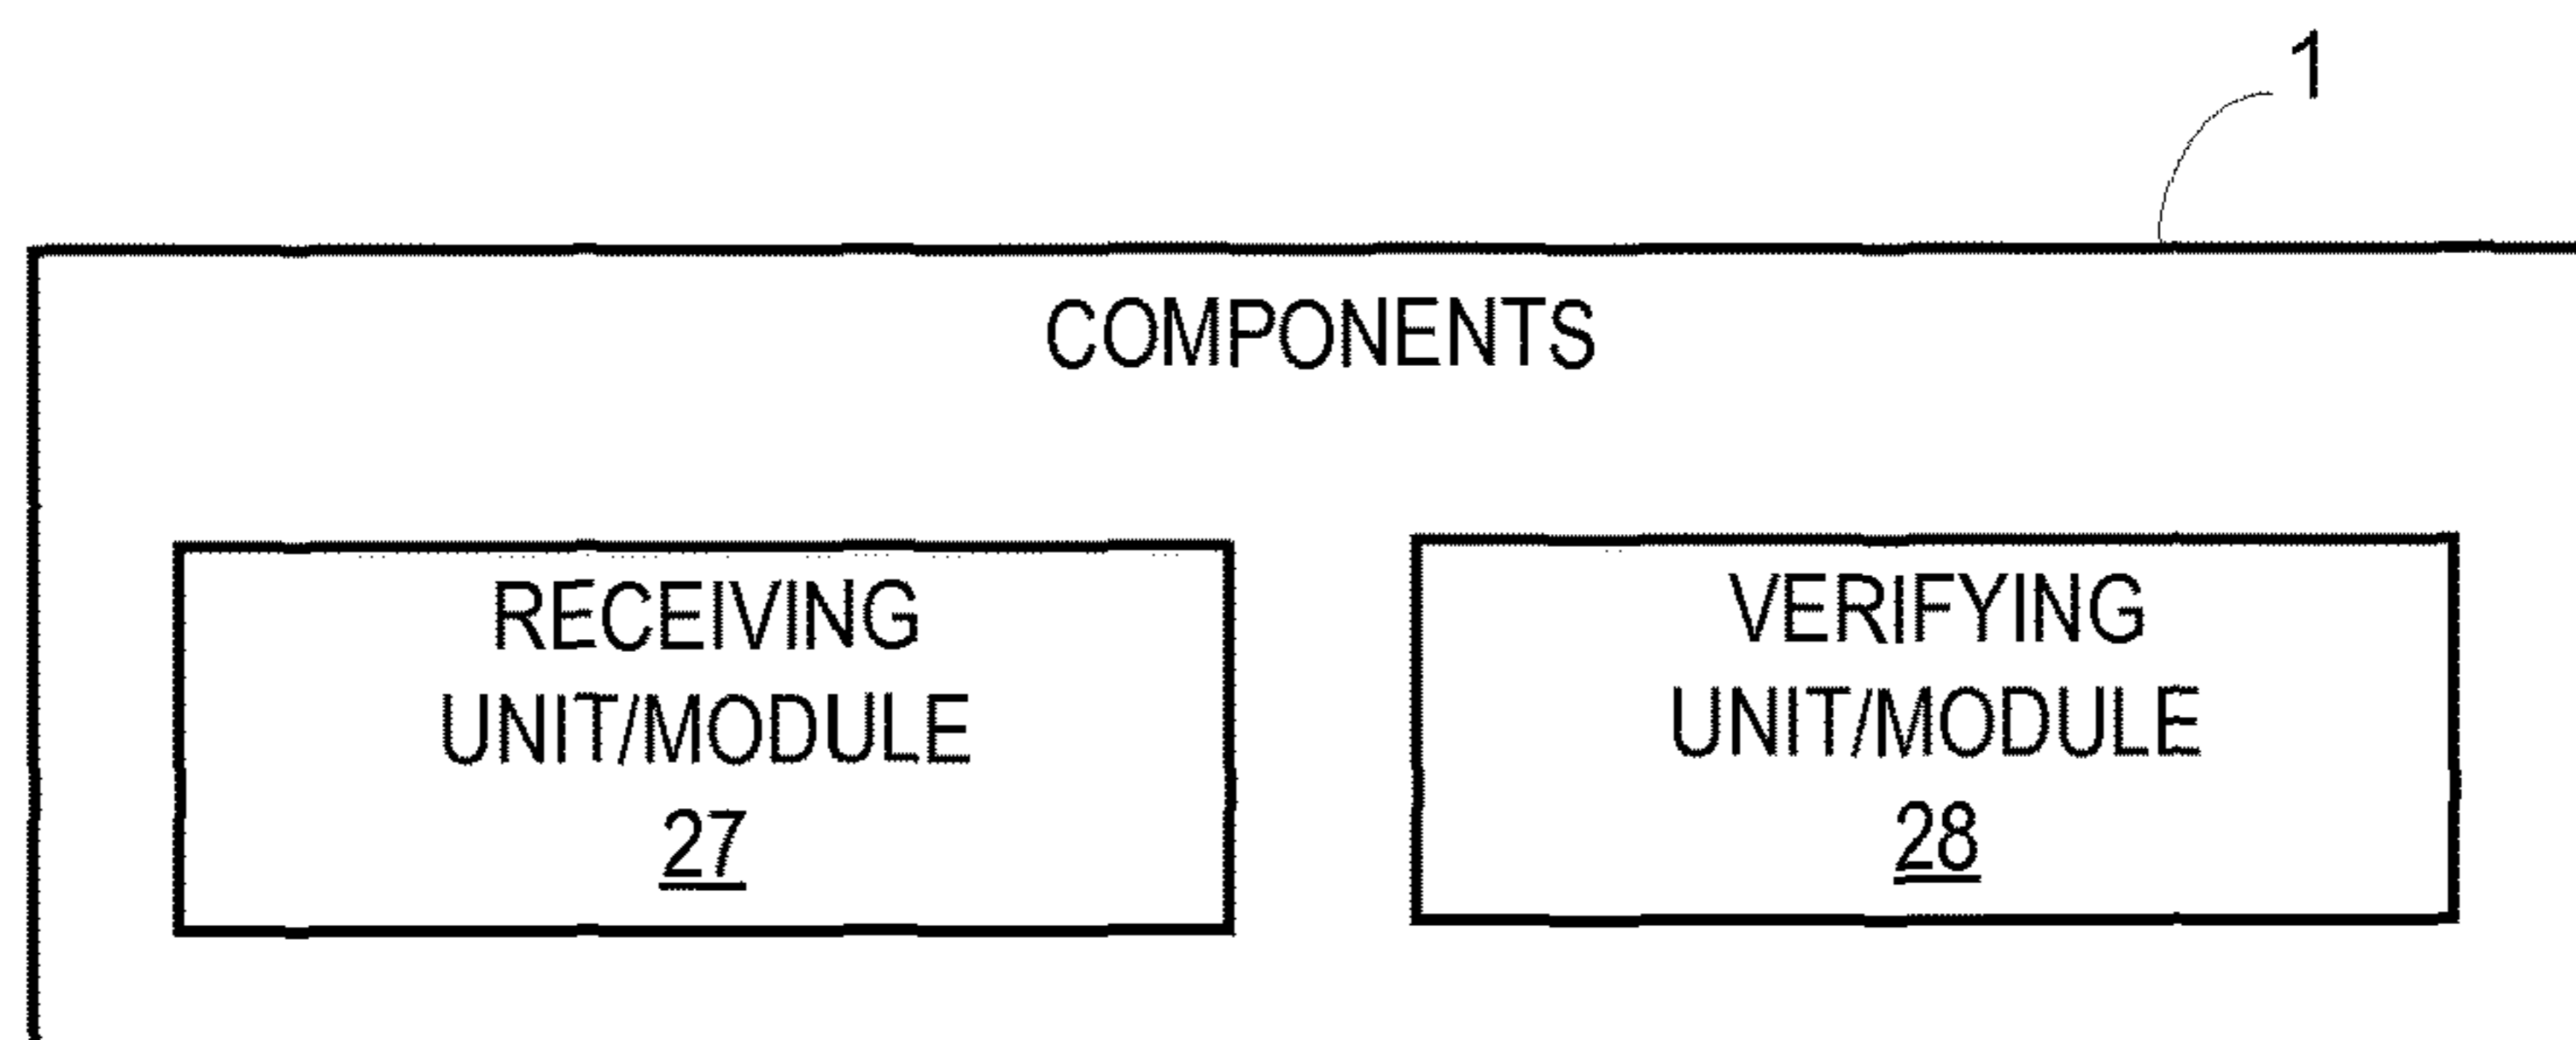 1
COMPONENTS
RECEIVING
UNIT/MODULE
27
VERIFYING
UNIT/MODULE
28